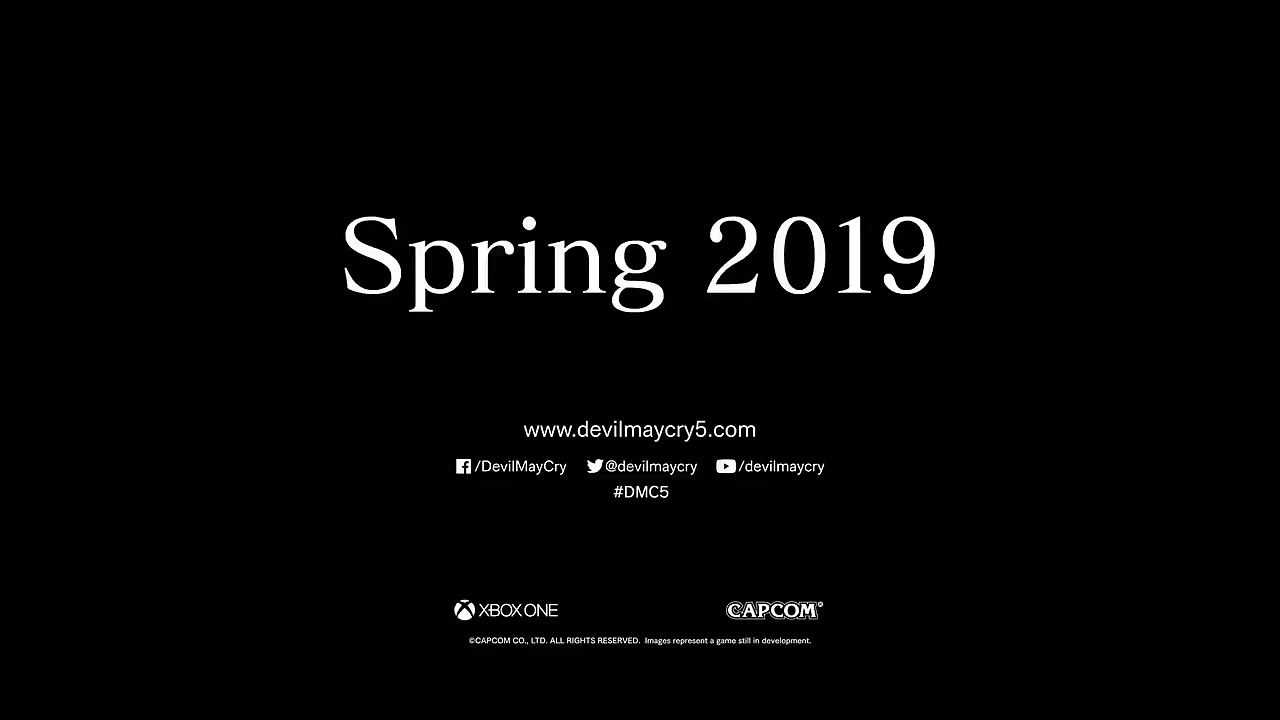 Spring 2019
www.devilmaycry5.com
/DevilMayCry @devilmaycry /devilmaycry
#DMC5
XBOX ONE CAPCOM®
©CAPCOM CO., LTD. ALL RIGHTS RESERVED. Images represent a game still in development.